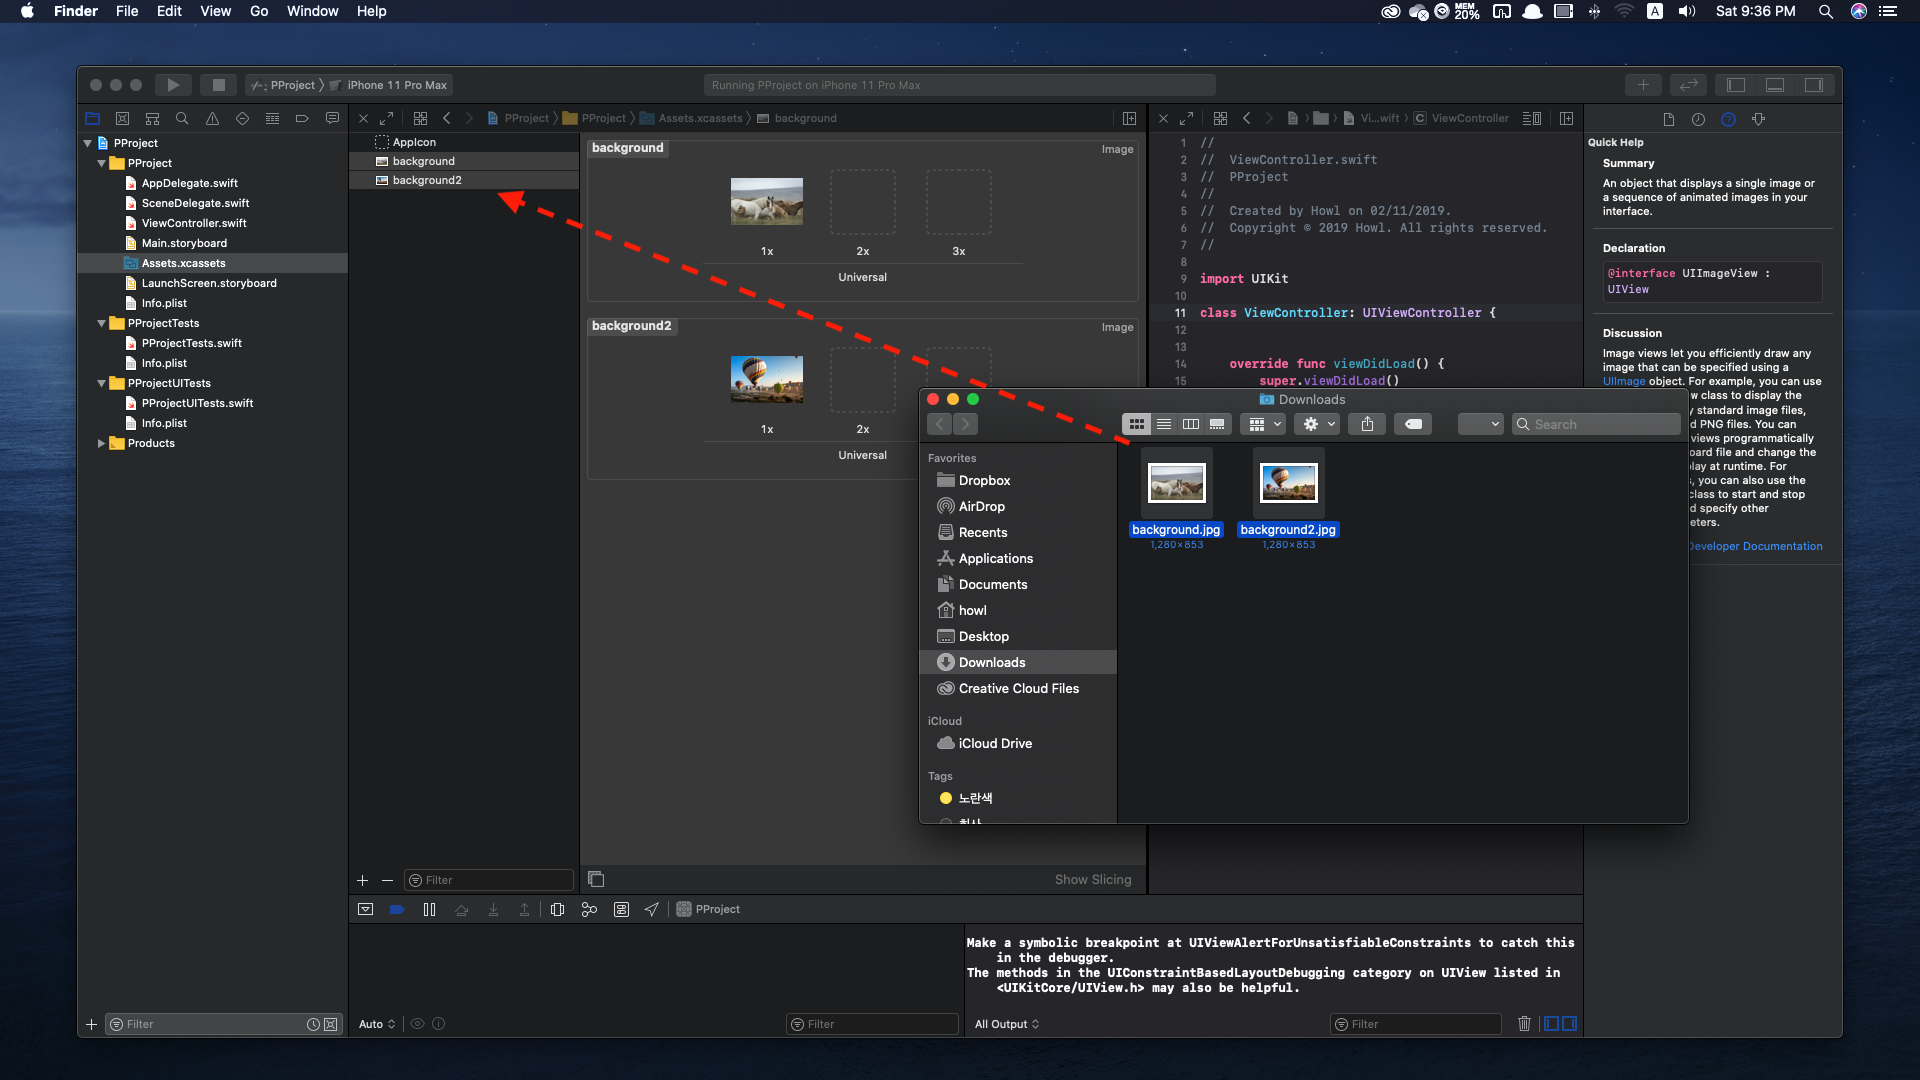 Finder File Edit View Go Window Help
MEM
20%
A
Sat 9:36 PM
PProject
iPhone 11 Pro Max
Running PProject on iPhone 11 Pro Max
PProject
PProject
AppDelegate.swift
SceneDelegate.swift
ViewController.swift
Main.storyboard
Assets.xcassets
LaunchScreen.storyboard
Info.plist
PProjectTests
PProjectTests.swift
Info.plist
PProjectUITests
PProjectUITests.swift
Info.plist
Products
Filter
PProject
PProject
Assets.xcassets
background
AppIcon
background
background2
Filter
background
Image
1x
2x
3x
Universal
background2
Image
1x
2x
Universal
Show Slicing
Vi...wift
C ViewController
1 //
2 // ViewController.swift
3 // PProject
4 //
5 // Created by Howl on 02/11/2019.
6 // Copyright © 2019 Howl. All rights reserved.
7 //
8
9 import UIKit
10
11 class ViewController: UIViewController {
12
13
14 override func viewDidLoad() {
15 super.viewDidLoad()
Quick Help
Summary
An object that displays a single image or
a sequence of animated images in your
interface.
Declaration
@interface UIImageView :
UIView
Discussion
Image views let you efficiently draw any
image that can be specified using a
UIImage object. For example, you can use
w class to display the
y standard image files,
d PNG files. You can
views programmatically
oard file and change the
lay at runtime. For
s, you can also use the
class to start and stop
d specify other
eters.
Developer Documentation
Downloads
Search
Favorites
Dropbox
AirDrop
Recents
Applications
Documents
howl
Desktop
Downloads
Creative Cloud Files
iCloud
iCloud Drive
Tags
노란색
background.jpg
1,280×853
background2.jpg
1,280×853
PProject
Auto
Filter
Make a symbolic breakpoint at UIViewAlertForUnsatisfiableConstraints to catch this
in the debugger.
The methods in the UIConstraintBasedLayoutDebugging category on UIView listed in
<UIKitCore/UIView.h> may also be helpful.
All Output
Filter